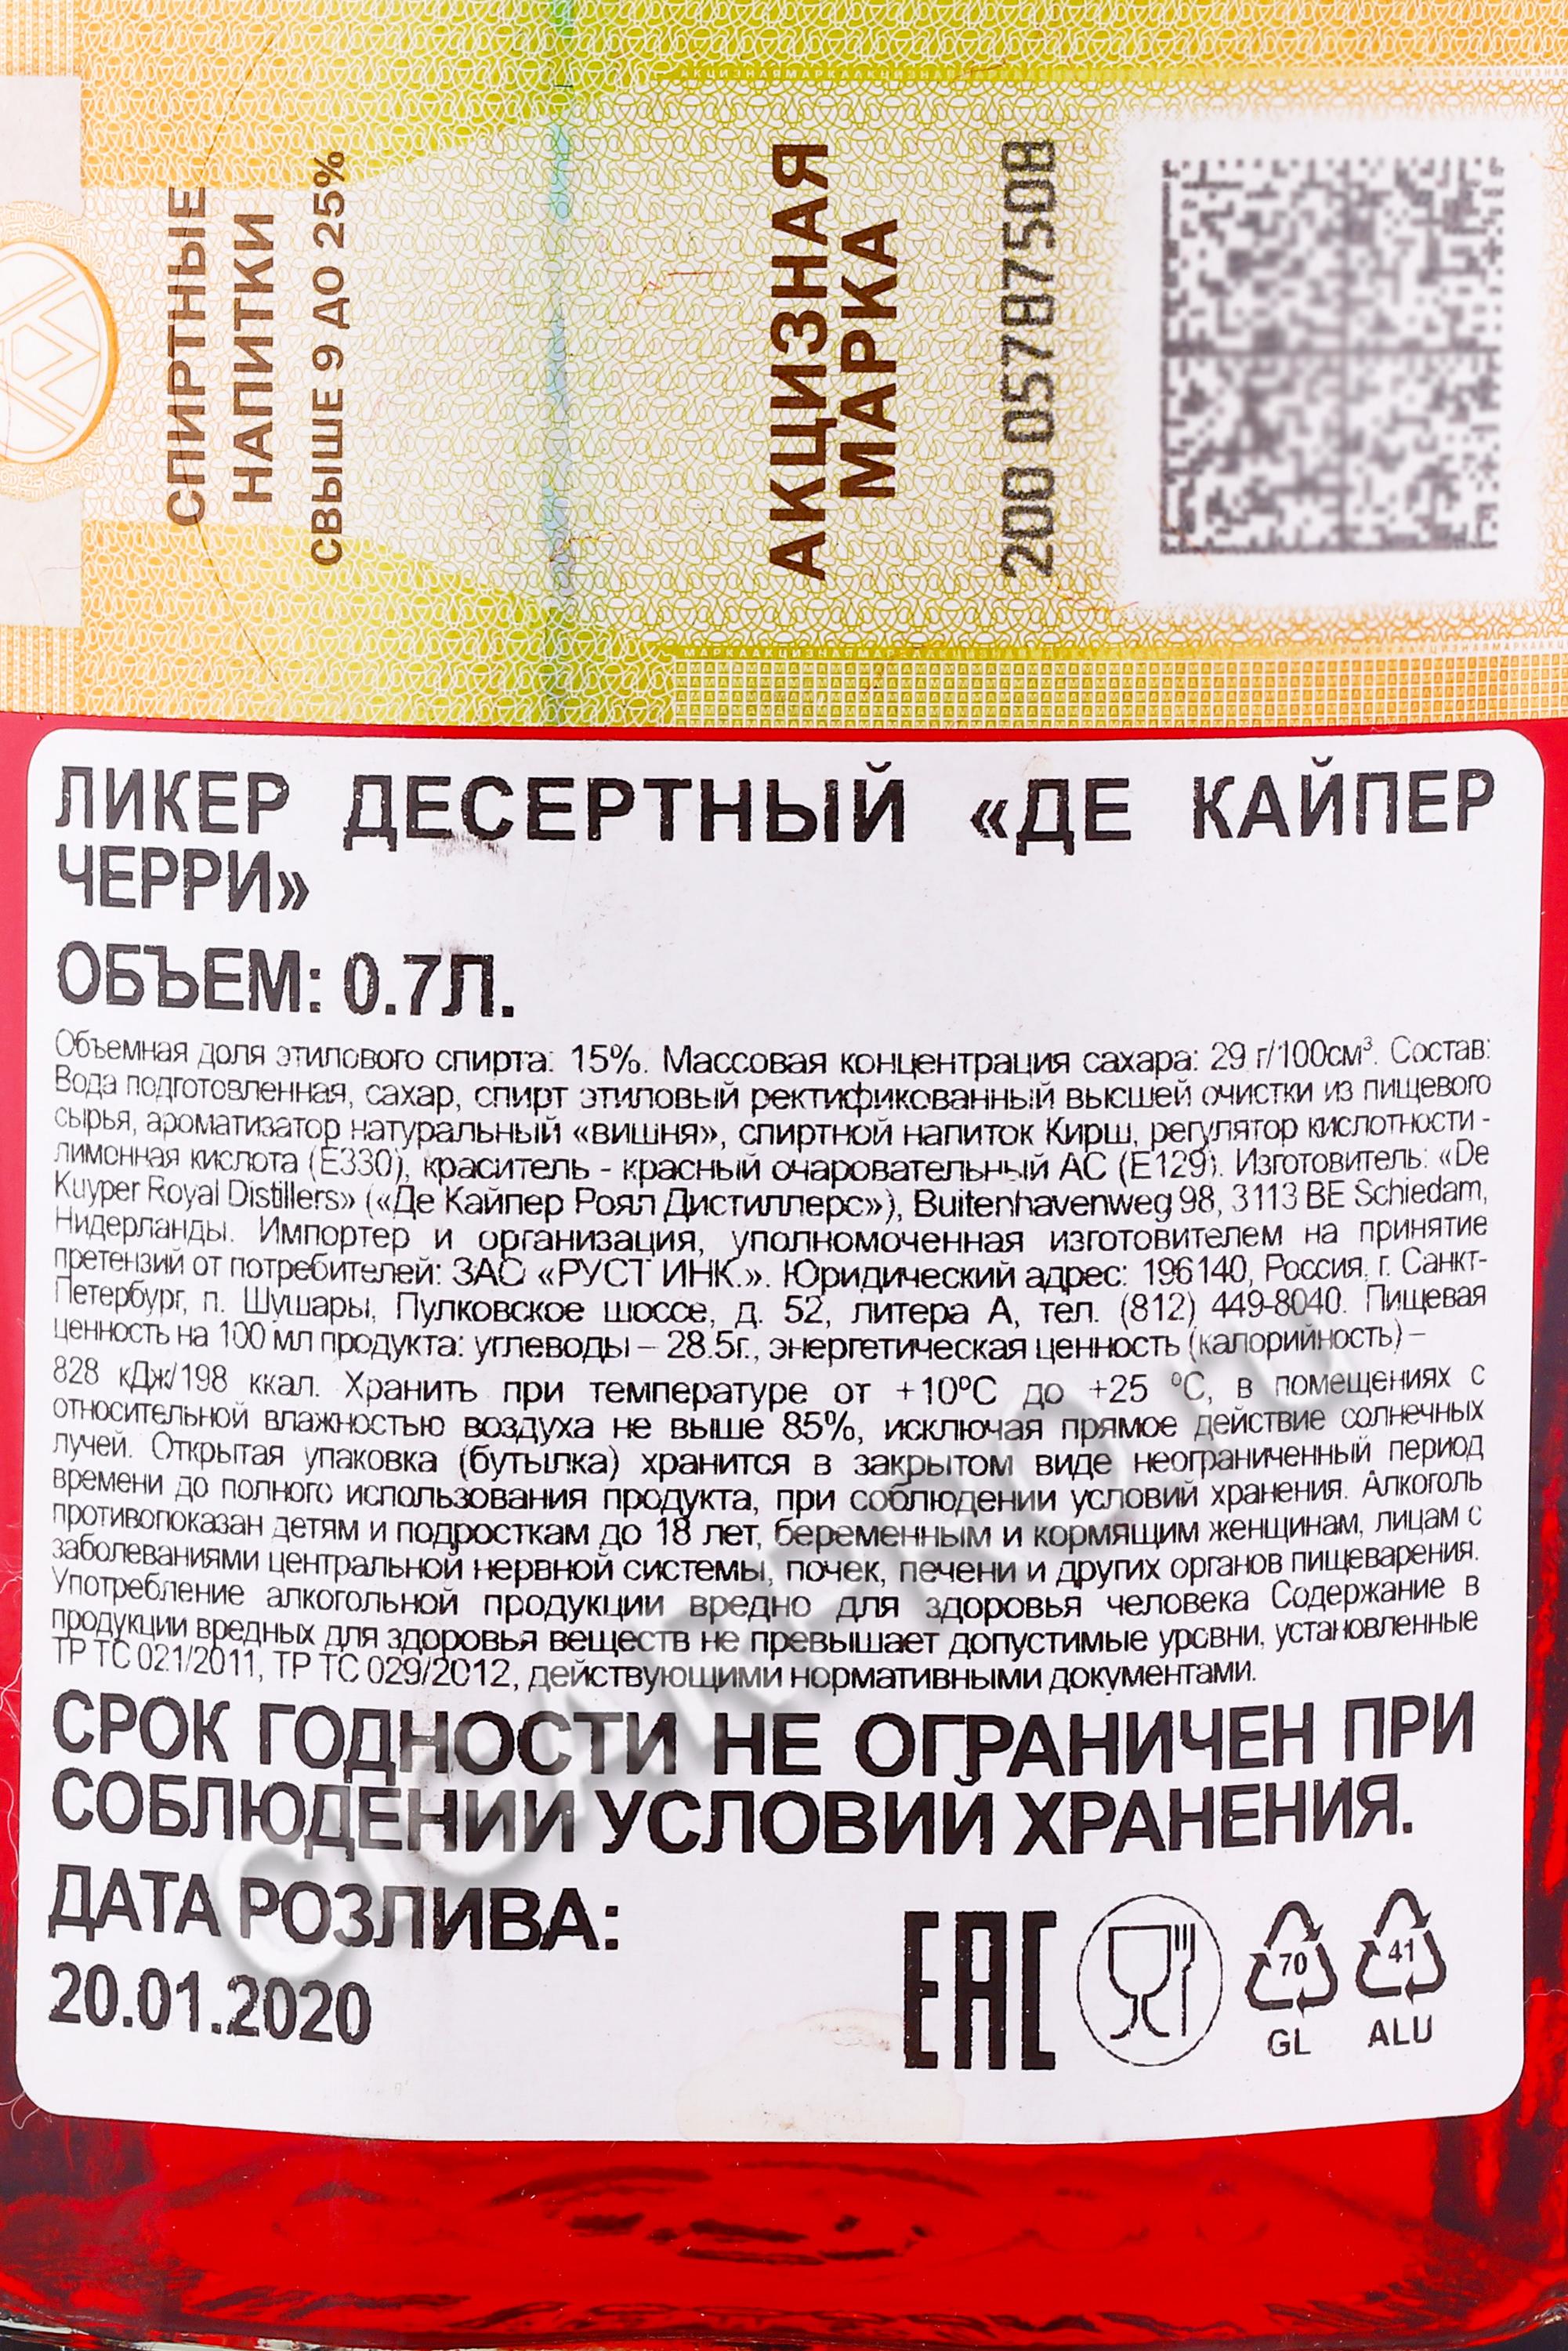 СПИРТНЫЕ
НАПИТКИ
СВЫШЕ 9 ДО 25%
АКЦИЗНАЯ
МАРКА
200 05787508
ЛИКЕР ДЕСЕРТНЫЙ «ДЕ КАЙПЕР
ЧЕРРИ»
ОБЪЕМ: 0.7Л.
Объемная доля этилового спирта: 15%. Массовая концентрация сахара: 29 г/100см³. Состав:
Вода подготовленная, сахар, спирт этиловый ректификованный высшей очистки из пищевого
сырья, ароматизатор натуральный «вишня», спиртной напиток Кирш, регулятор кислотности -
лимонная кислота (Е330), краситель - красный очаровательный АС (Е129). Изготовитель: «De
Kuyper Royal Distillers» («Де Кайпер Роял Дистиллерс»), Buitenhavenweg 98, 3113 BE Schiedam,
Нидерланды. Импортер и организация, уполномоченная изготовителем на принятие
претензий от потребителей: ЗАО «РУСТ ИНК.». Юридический адрес: 196140, Россия, г. Санкт-
Петербург, п. Шушары, Пулковское шоссе, д. 52, литера А, тел. (812) 449-8040. Пищевая
ценность на 100 мл продукта: углеводы – 28.5г., энергетическая ценность (калорийность) –
828 кДж/198 ккал. Хранить при температуре от +10ºС до +25 ºС, в помещениях с
относительной влажностью воздуха не выше 85%, исключая прямое действие солнечных
лучей. Открытая упаковка (бутылка) хранится в закрытом виде неограниченный период
времени до полного использования продукта, при соблюдении условий хранения. Алкоголь
противопоказан детям и подросткам до 18 лет, беременным и кормящим женщинам, лицам с
заболеваниями центральной нервной системы, почек, печени и других органов пищеварения.
Употребление алкогольной продукции вредно для здоровья человека Содержание в
продукции вредных для здоровья веществ не превышает допустимые уровни, установленные
ТР ТС 021/2011, ТР ТС 029/2012, действующими нормативными документами.
СРОК ГОДНОСТИ НЕ ОГРАНИЧЕН ПРИ
СОБЛЮДЕНИИ УСЛОВИЙ ХРАНЕНИЯ.
ДАТА РОЗЛИВА:
20.01.2020
ЕАС
70
GL
41
ALU
CIGARPRO.RU